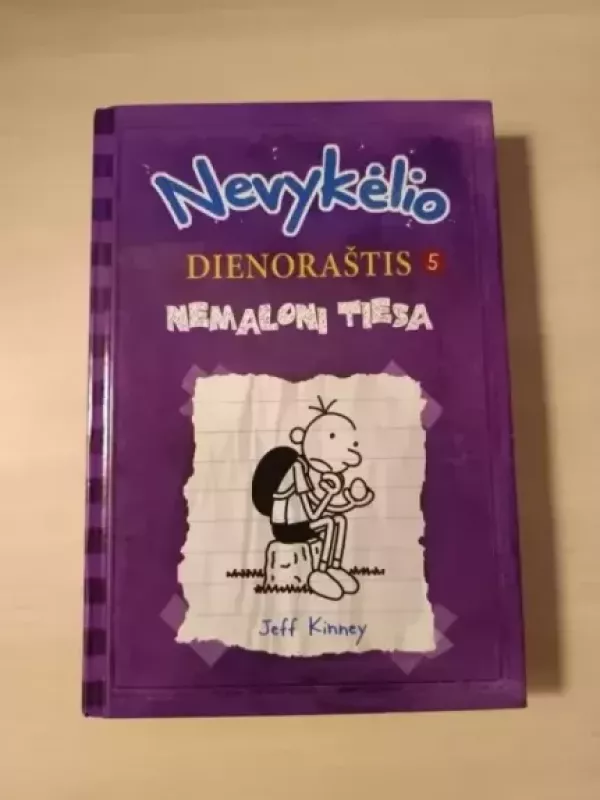 Nevykėlio
DIENORAŠTIS 5
NEMALONI TIESA
Jeff Kinney